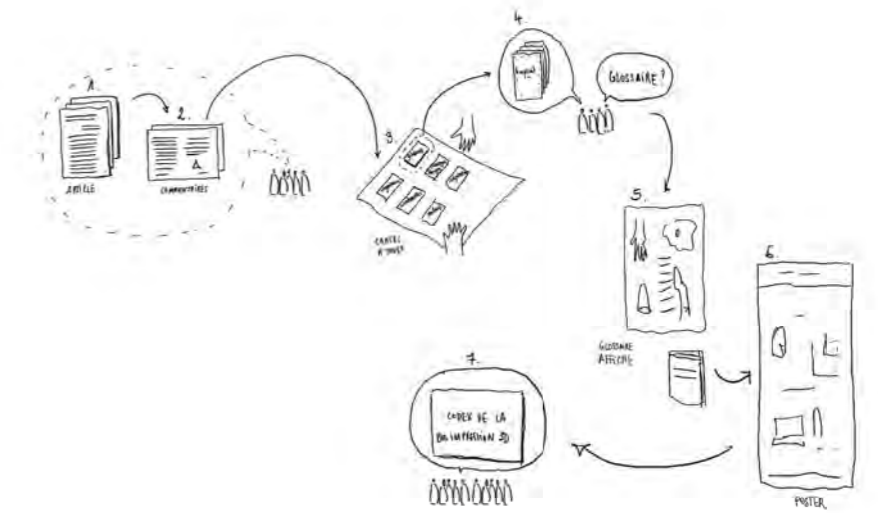 1.
ARTICLE
2.
COMMENTAIRES
3.
CARTES
À JOUER
4.
GLOSSAIRE ?
5.
GLOSSAIRE
AFFICHE
6.
POSTER
7.
CODEX DE LA
BIO IMPRESSION 3D